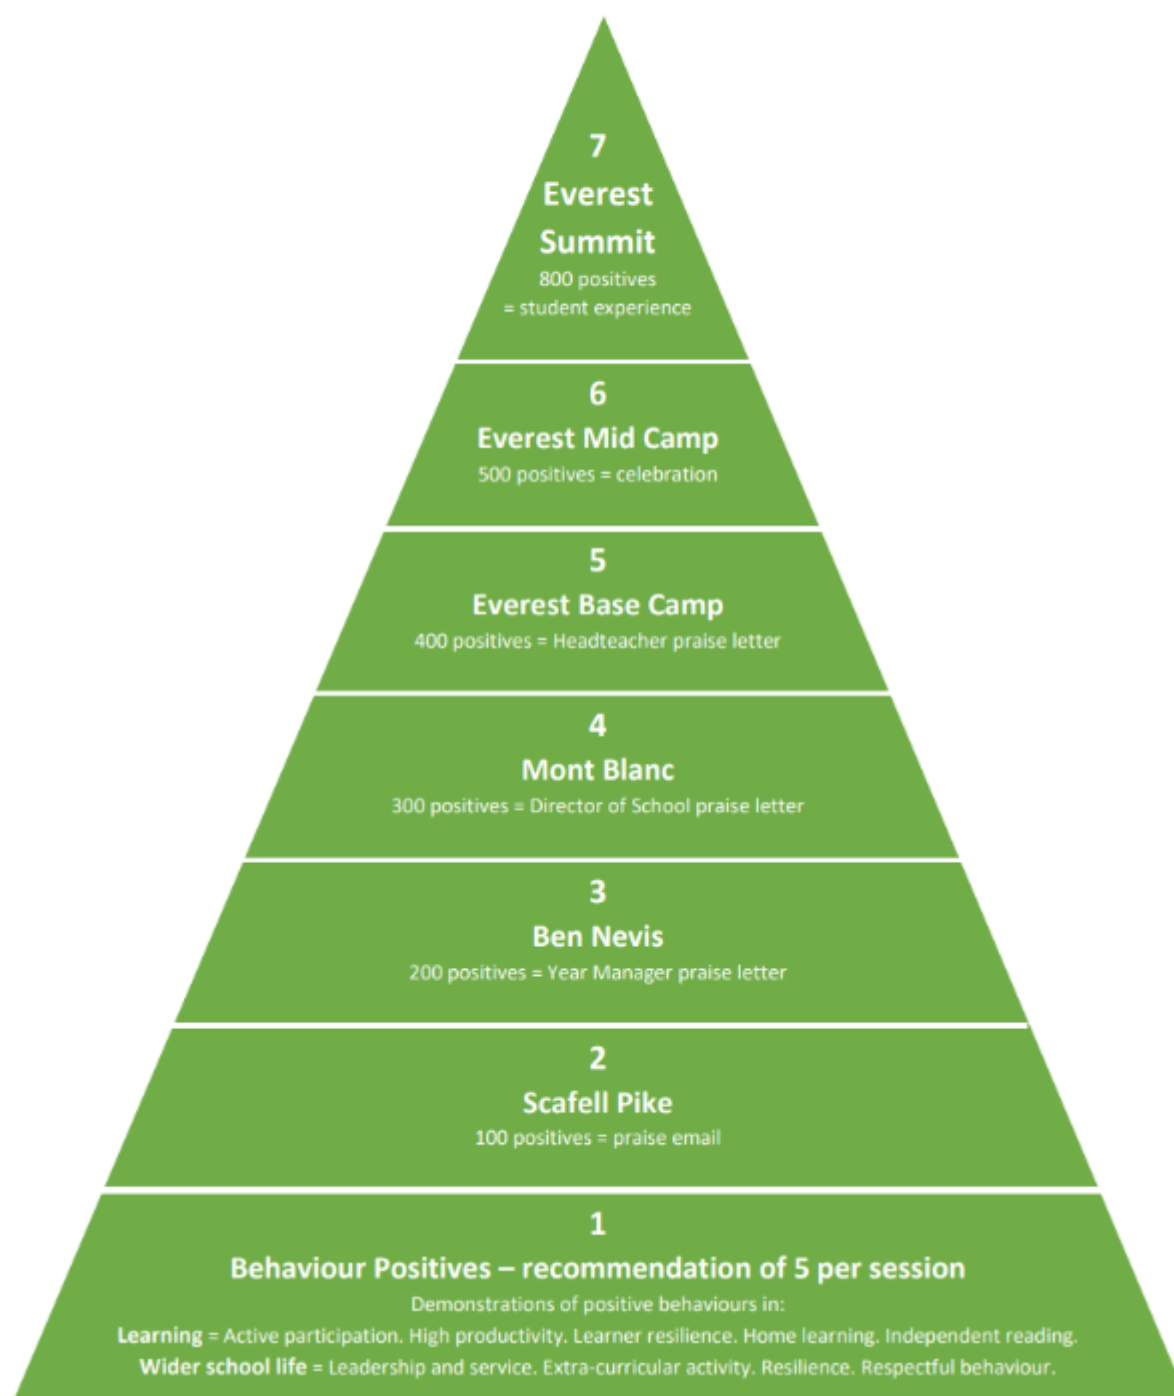 7
Everest
Summit
800 positives
= student experience
6
Everest Mid Camp
500 positives = celebration
5
Everest Base Camp
400 positives = Headteacher praise letter
4
Mont Blanc
300 positives = Director of School praise letter
3
Ben Nevis
200 positives = Year Manager praise letter
2
Scafell Pike
100 positives = praise email
1
Behaviour Positives – recommendation of 5 per session
Demonstrations of positive behaviours in:
Learning = Active participation. High productivity. Learner resilience. Home learning. Independent reading.
Wider school life = Leadership and service. Extra-curricular activity. Resilience. Respectful behaviour.